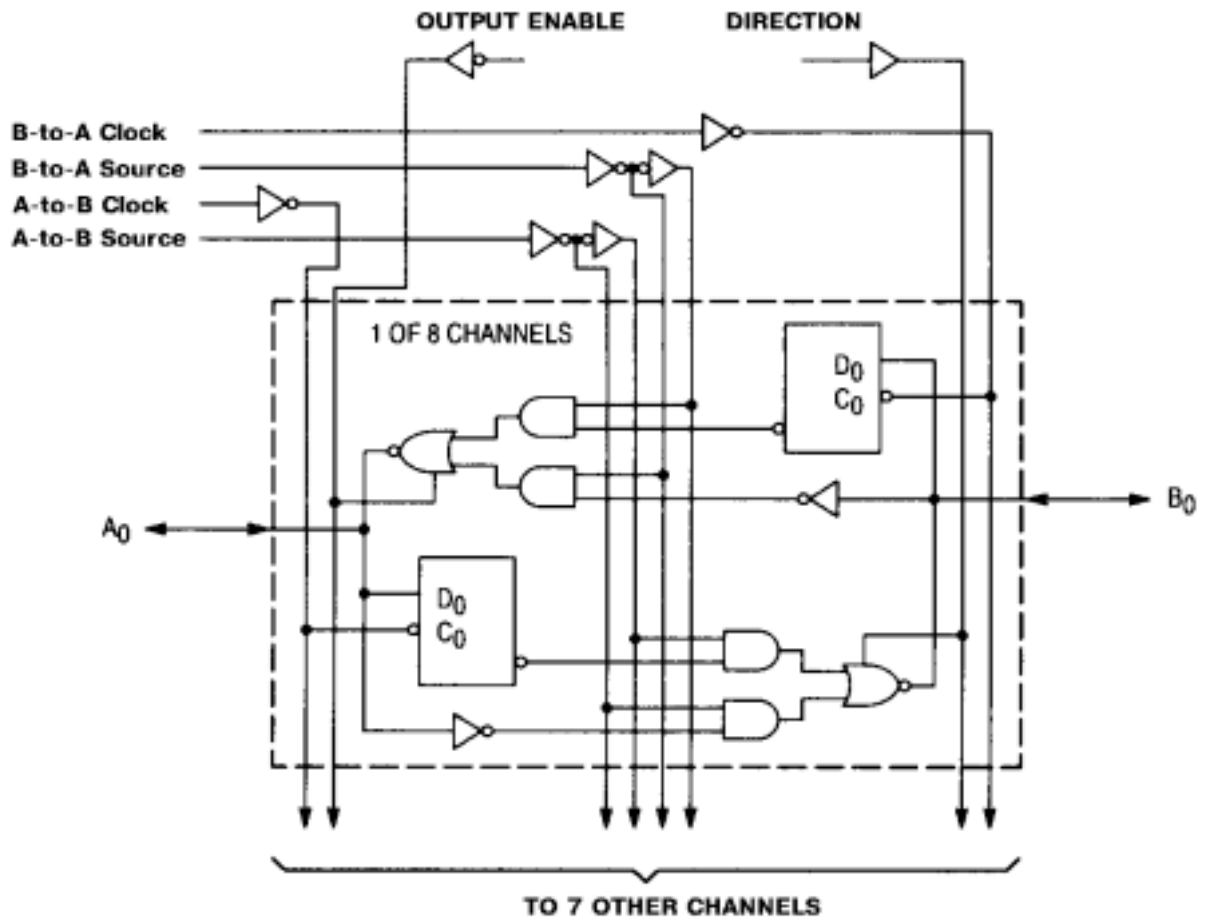 OUTPUT ENABLE
DIRECTION
B-to-A Clock
B-to-A Source
A-to-B Clock
A-to-B Source
1 OF 8 CHANNELS
D0
C0
A0
B0
D0
C0
TO 7 OTHER CHANNELS